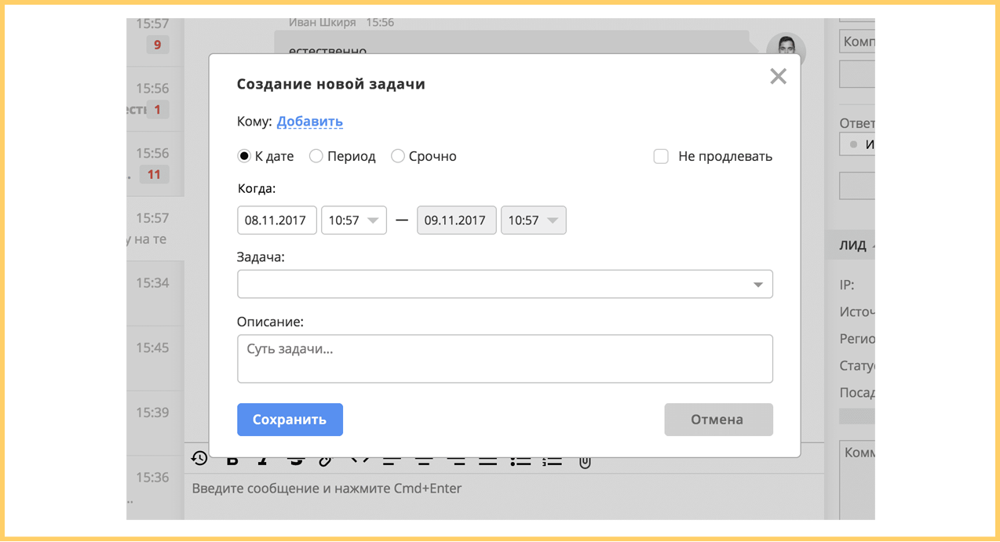 15:57
9
Иван Шкиря 15:56
естественно
Комп
15:56
1
15:56
11
15:57
у на те
15:34
15:45
15:39
15:36
Создание новой задачи
Кому: Добавить
К дате Период Срочно Не продлевать
Когда:
08.11.2017 10:57 — 09.11.2017 10:57
Задача:
Описание:
Суть задачи...
Сохранить Отмена
Введите сообщение и нажмите Cmd+Enter
Ответ
И
ЛИД
IP:
Источ
Регио
Стату
Посад
Комм